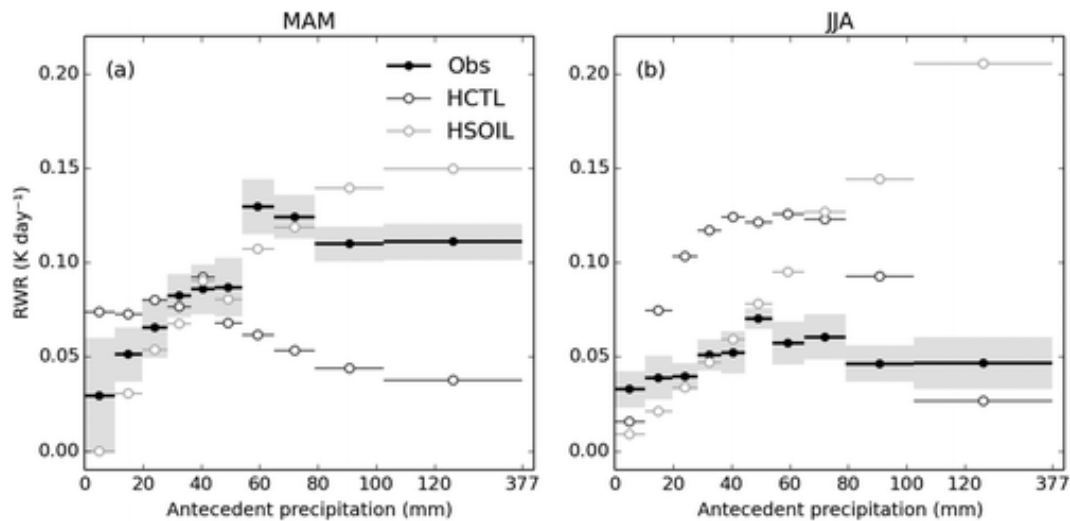 MAM
JJA
(a)
Obs
HCTL
HSOIL
(b)
RWR (K day⁻¹)
0.20
0.15
0.10
0.05
0.00
0 20 40 60 80 100 120 377
Antecedent precipitation (mm)
0.20
0.15
0.10
0.05
0.00
0 20 40 60 80 100 120 377
Antecedent precipitation (mm)